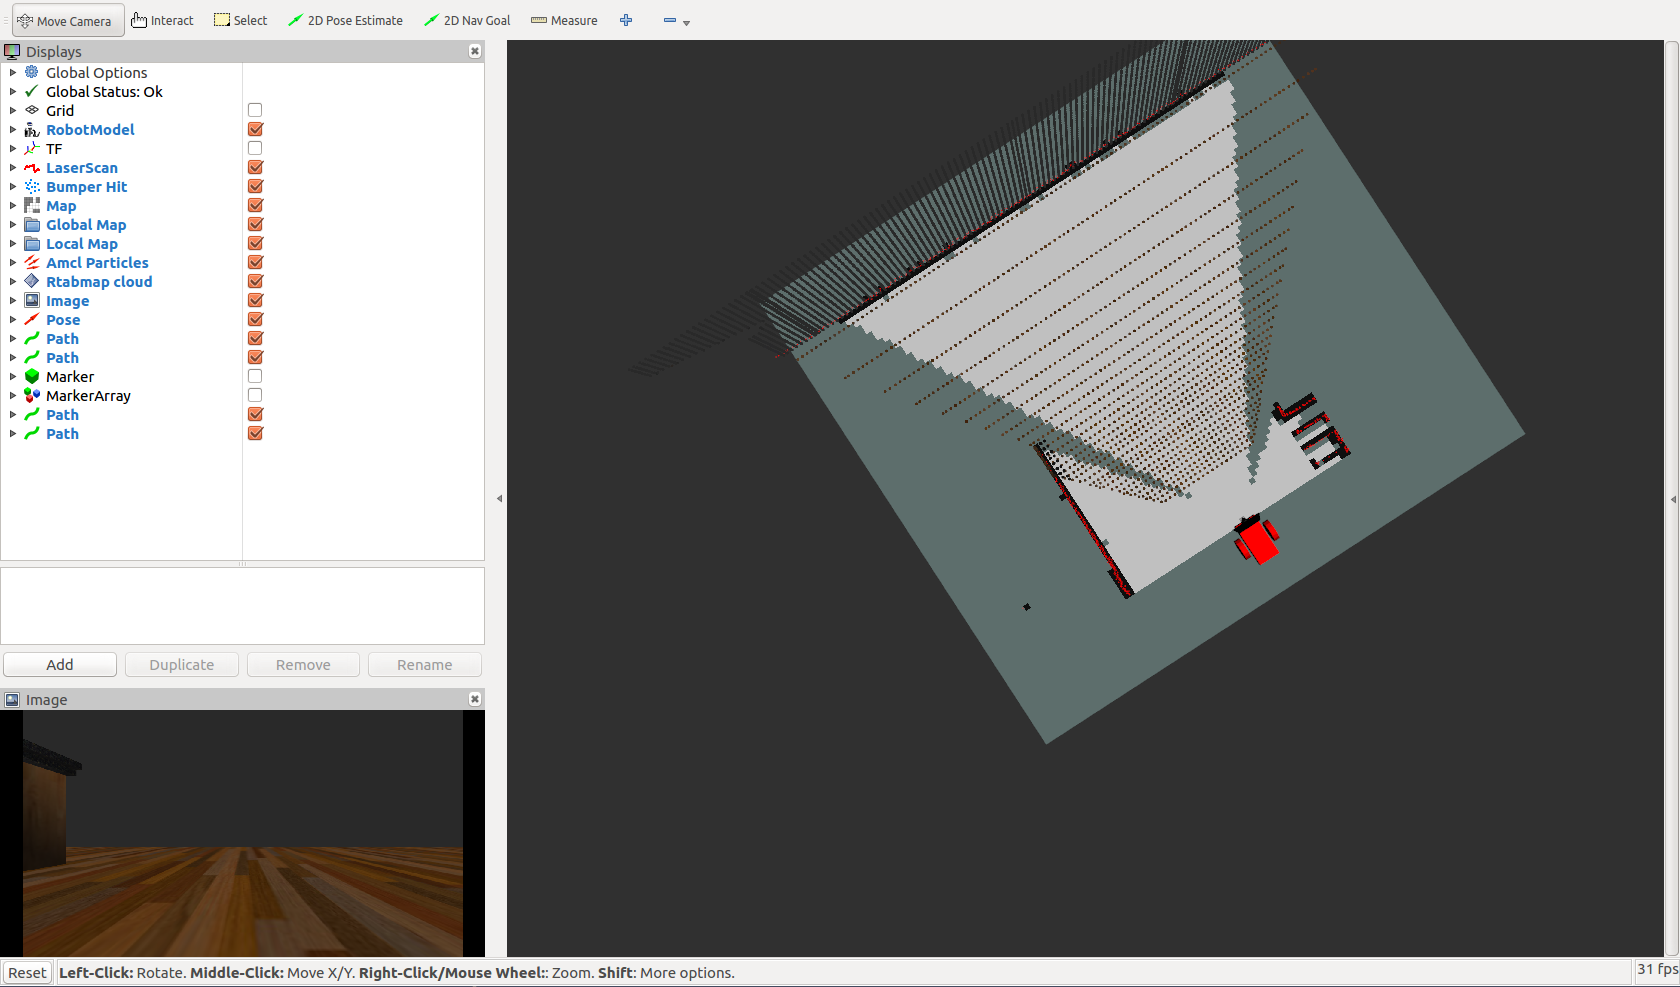 Move Camera Interact Select 2D Pose Estimate 2D Nav Goal Measure
Displays
Global Options
Global Status: Ok
Grid
RobotModel
TF
LaserScan
Bumper Hit
Map
Global Map
Local Map
Amcl Particles
Rtabmap cloud
Image
Pose
Path
Path
Marker
MarkerArray
Path
Path
Add Duplicate Remove Rename
Image
Reset Left-Click: Rotate. Middle-Click: Move X/Y. Right-Click/Mouse Wheel:: Zoom. Shift: More options. 31 fps